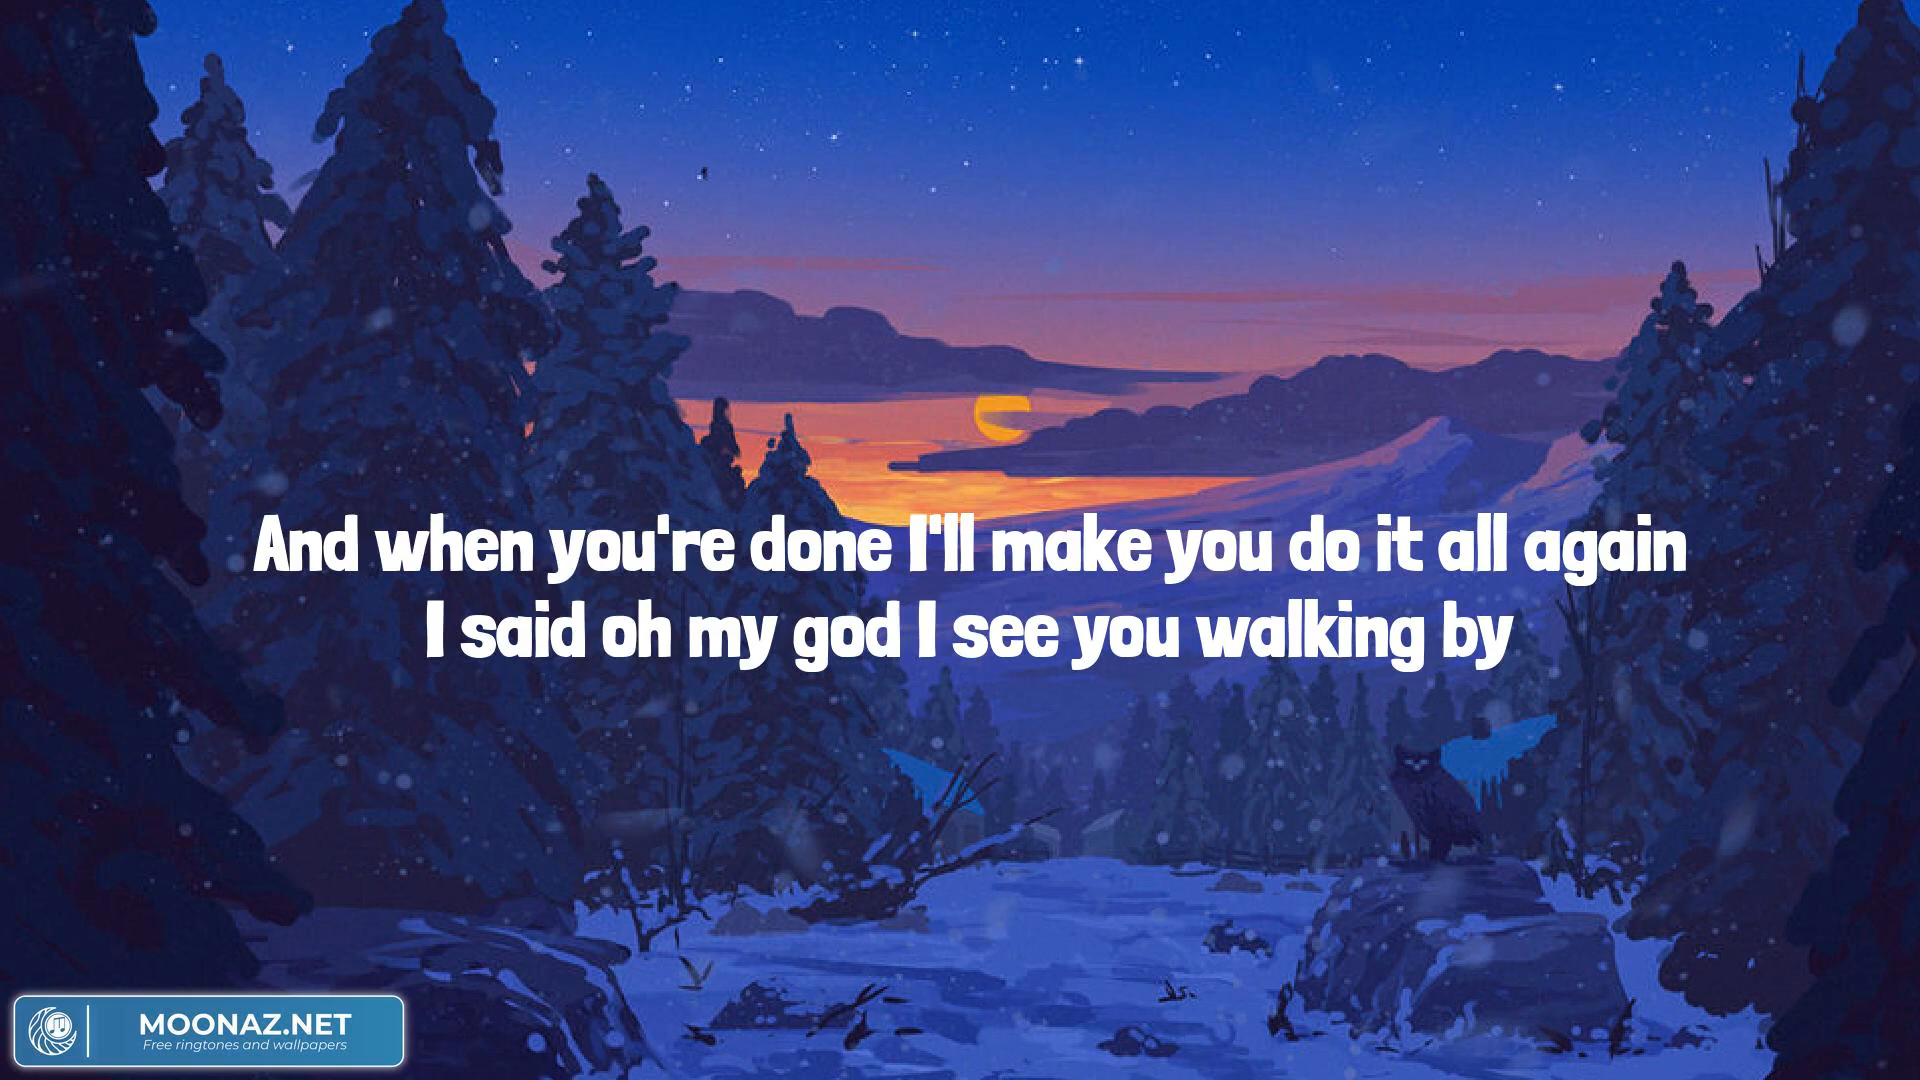 And when you're done I'll make you do it all again
I said oh my god I see you walking by
MOONAZ.NET
Free ringtones and wallpapers